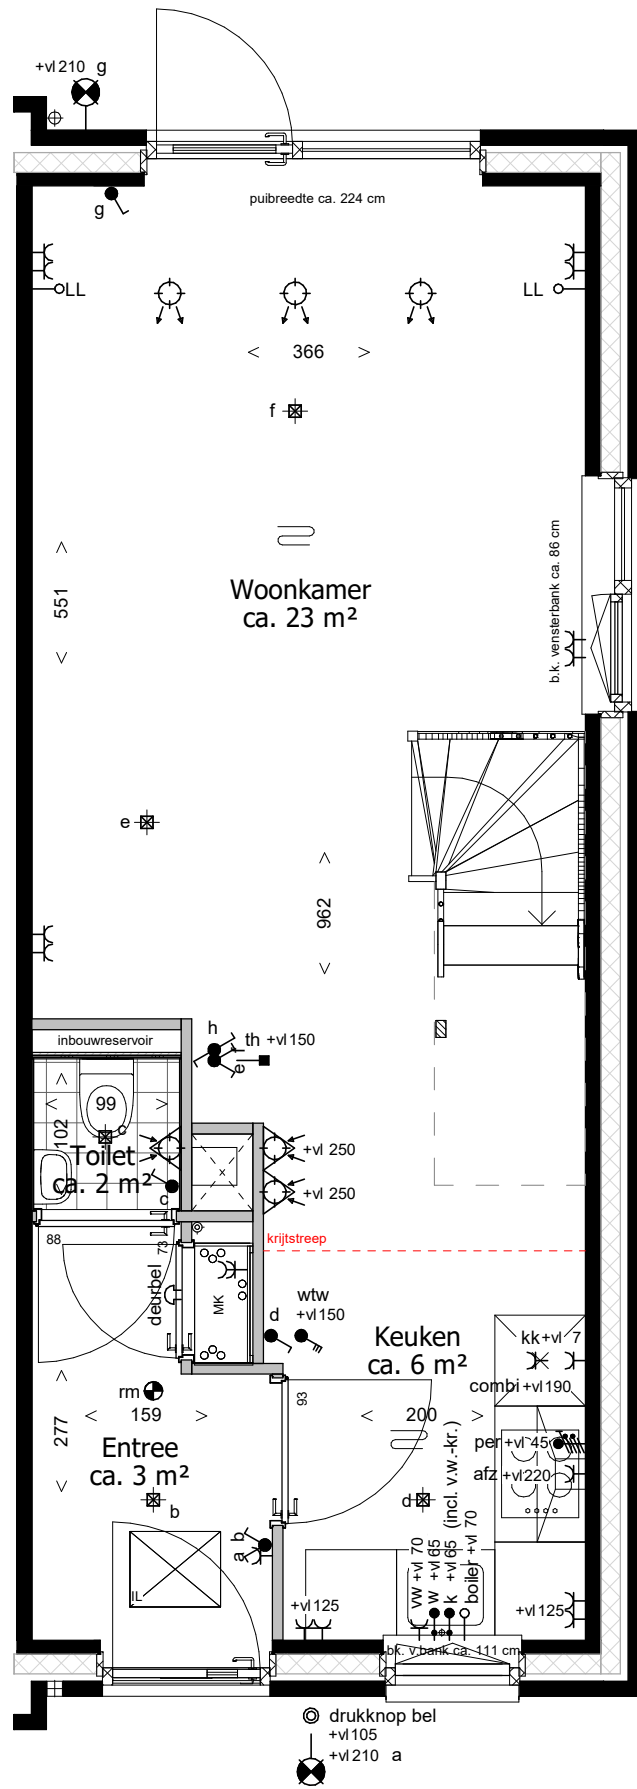 +vl 210 g
g
puibreedte ca. 224 cm
LL
LL
< 366 >
f
551
Woonkamer
ca. 23 m²
b.k. vensterbank ca. 86 cm
e
962
inbouwreservoir
h
th +vl 150
f
e
99
102
c
Toilet
ca. 2 m²
c
+vl 250
+vl 250
krijtstreep
88
73
deurbel
MK
d
wtw
+vl 150
Keuken
ca. 6 m²
kk +vl 7
combi +vl 190
rm
< 159 >
93
< 200 >
277
Entree
ca. 3 m²
per +vl 45
afz +vl 220
b
d
vw +vl 70
w +vl 65
k +vl 65 (incl. v.w.-kr.)
boiler +vl 70
a b
IL
+vl 125
+vl 125
bk. v.bank ca. 111 cm
drukknop bel
+vl 105
+vl 210 a